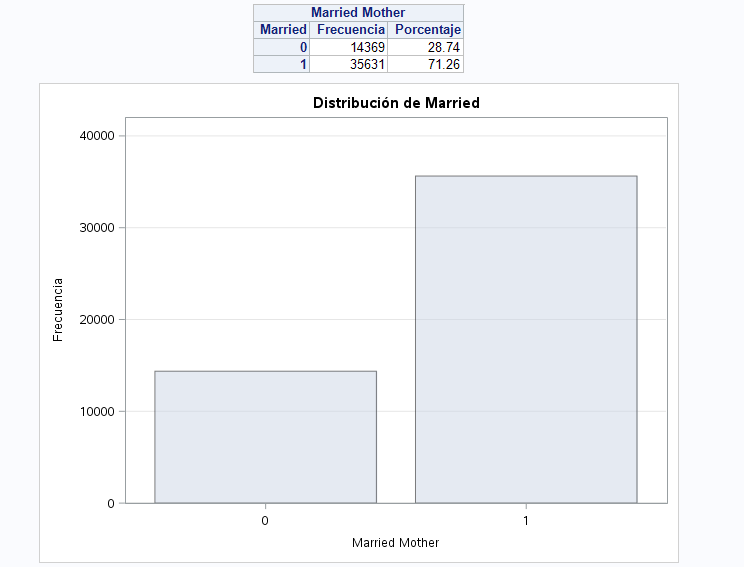 Married Mother
Married Frecuencia Porcentaje
0 14369 28.74
1 35631 71.26
Distribución de Married
40000
30000
20000
10000
0
Frecuencia
0 1
Married Mother